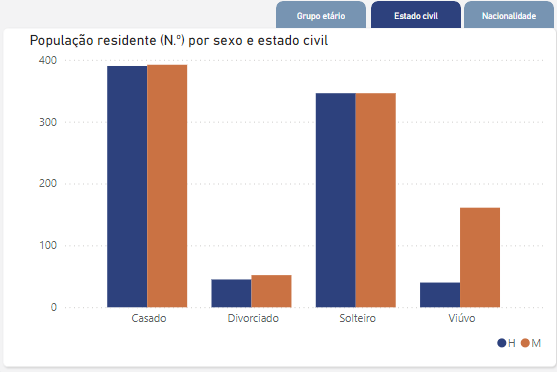 Grupo etário
Estado civil
Nacionalidade
População residente (N.º) por sexo e estado civil
400
300
200
100
0
Casado
Divorciado
Solteiro
Viúvo
H
M